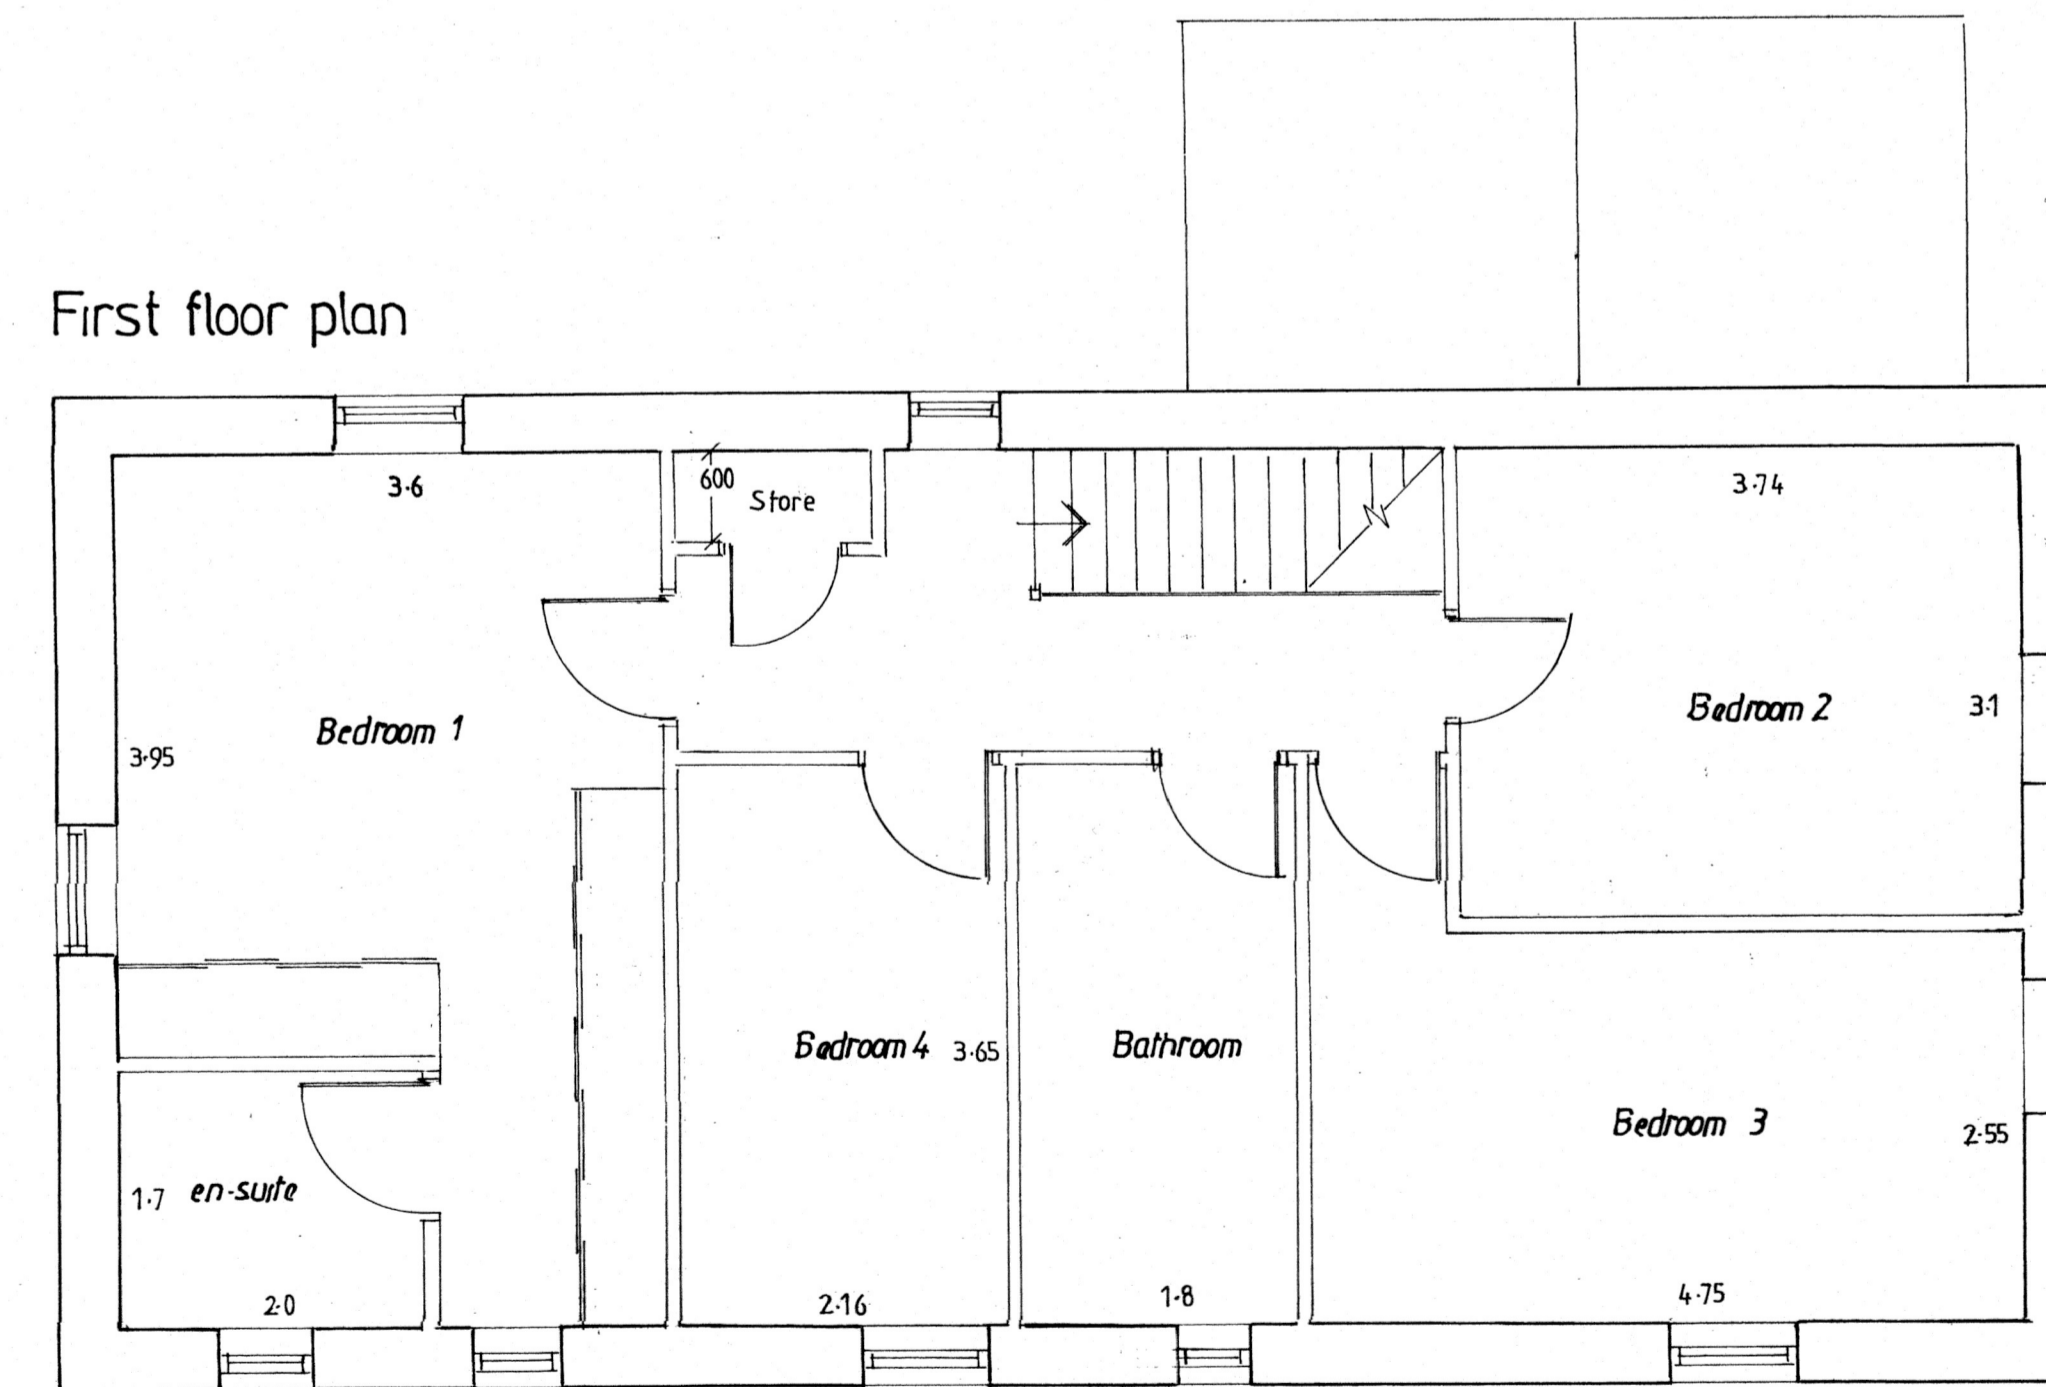 First floor plan
3.6
600
Store
3.74
Bedroom 1
3.95
Bedroom 2
3.1
Bedroom 4
3.65
Bathroom
Bedroom 3
2.55
1.7
en-suite
2.0
2.16
1.8
4.75